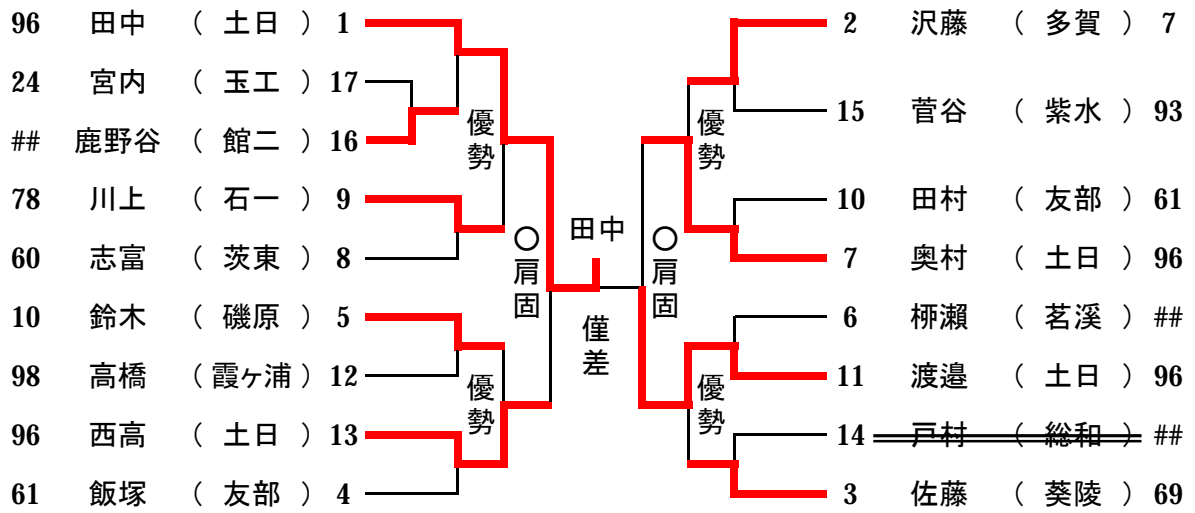 96 田中 ( 土日 ) 1
24 宮内 ( 玉工 ) 17
## 鹿野谷 ( 館二 ) 16
78 川上 ( 石一 ) 9
60 志富 ( 茨東 ) 8
10 鈴木 ( 磯原 ) 5
98 高橋 ( 霞ヶ浦 ) 12
96 西高 ( 土日 ) 13
61 飯塚 ( 友部 ) 4
優勢
優勢
〇肩固
田中
僅差
〇肩固
優勢
優勢
2 沢藤 ( 多賀 ) 7
15 菅谷 ( 紫水 ) 93
10 田村 ( 友部 ) 61
7 奥村 ( 土日 ) 96
6 栁瀨 ( 茗溪 ) ##
11 渡邉 ( 土日 ) 96
14 戸村 ( 総和 ) ##
3 佐藤 ( 葵陵 ) 69